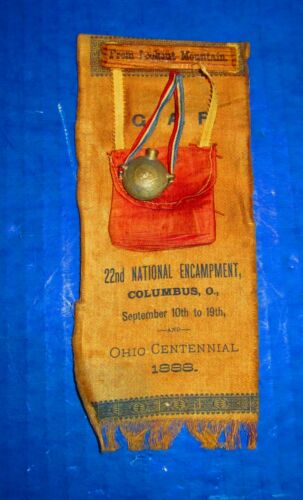 From Lookout Mountain.
G. A. R.
22nd NATIONAL ENCAMPMENT,
COLUMBUS, O.,
September 10th to 19th,
—AND—
OHIO CENTENNIAL
1888.